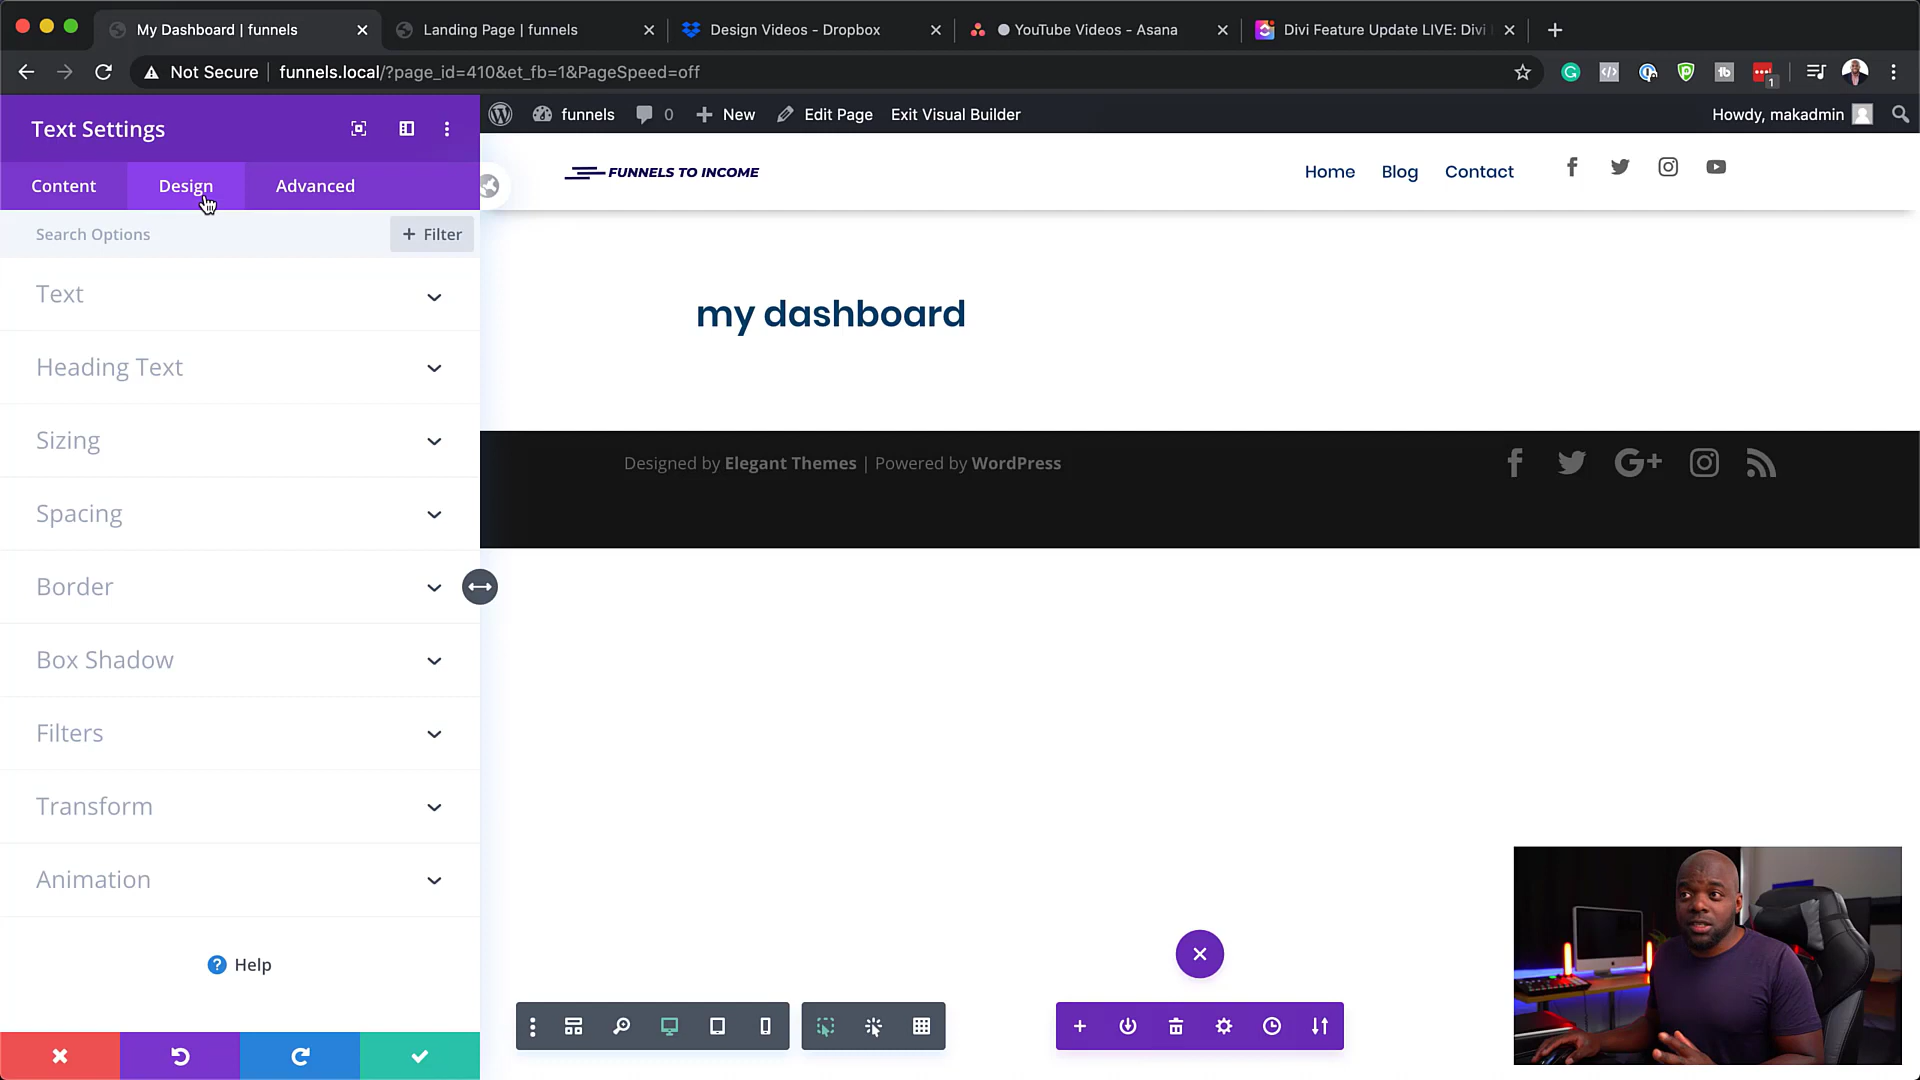 My Dashboard | funnels
Landing Page | funnels
Design Videos - Dropbox
YouTube Videos - Asana
Divi Feature Update LIVE: Divi
Not Secure
funnels.local/?page_id=410&et_fb=1&PageSpeed=off
1
Text Settings
funnels
0
New
Edit Page
Exit Visual Builder
Howdy, makadmin
Content
Design
Advanced
FUNNELS TO INCOME
Home
Blog
Contact
Search Options
+ Filter
Text
Heading Text
Sizing
Spacing
Border
Box Shadow
Filters
Transform
Animation
Help
my dashboard
Designed by Elegant Themes | Powered by WordPress